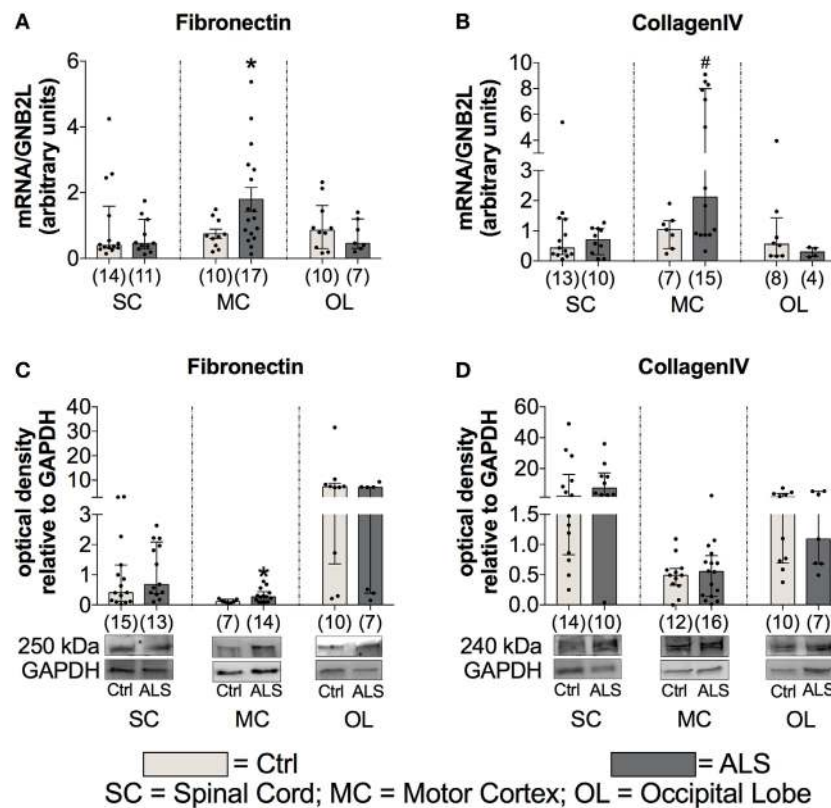 A Fibronectin
mRNA/GNB2L
(arbitrary units)
6
4
2
0
*
(14) (11) (10) (17) (10) (7)
SC MC OL
B CollagenIV
mRNA/GNB2L
(arbitrary units)
10
8
6
4
3
2
1
0
#
(13) (10) (7) (15) (8) (4)
SC MC OL
C Fibronectin
optical density
relative to GAPDH
40
30
20
10
3
2
1
0
*
(15) (13) (7) (14) (10) (7)
250 kDa
GAPDH
Ctrl ALS Ctrl ALS Ctrl ALS
SC MC OL
D CollagenIV
optical density
relative to GAPDH
60
40
20
1.5
1.0
0.5
0.0
(14) (10) (12) (16) (10) (7)
240 kDa
GAPDH
Ctrl ALS Ctrl ALS Ctrl ALS
SC MC OL
= Ctrl = ALS
SC = Spinal Cord; MC = Motor Cortex; OL = Occipital Lobe